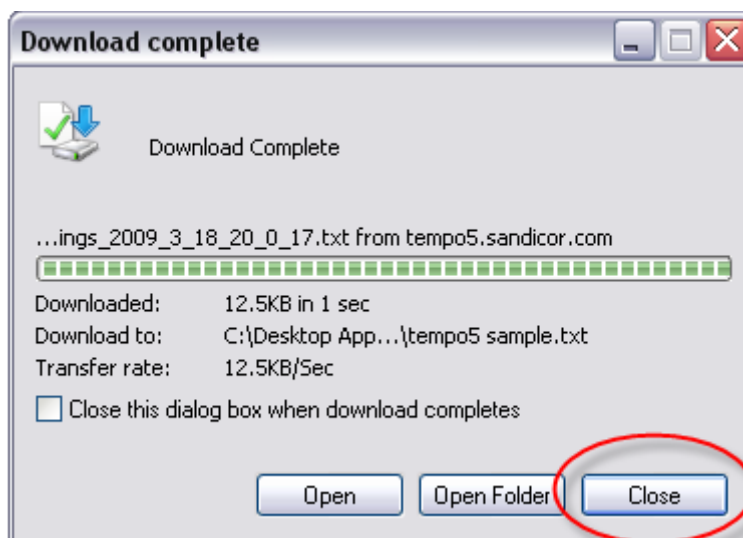 Download complete
Download Complete
...ings_2009_3_18_20_0_17.txt from tempo5.sandicor.com
Downloaded: 12.5KB in 1 sec
Download to: C:\Desktop App...\tempo5 sample.txt
Transfer rate: 12.5KB/Sec
Close this dialog box when download completes
Open Open Folder Close